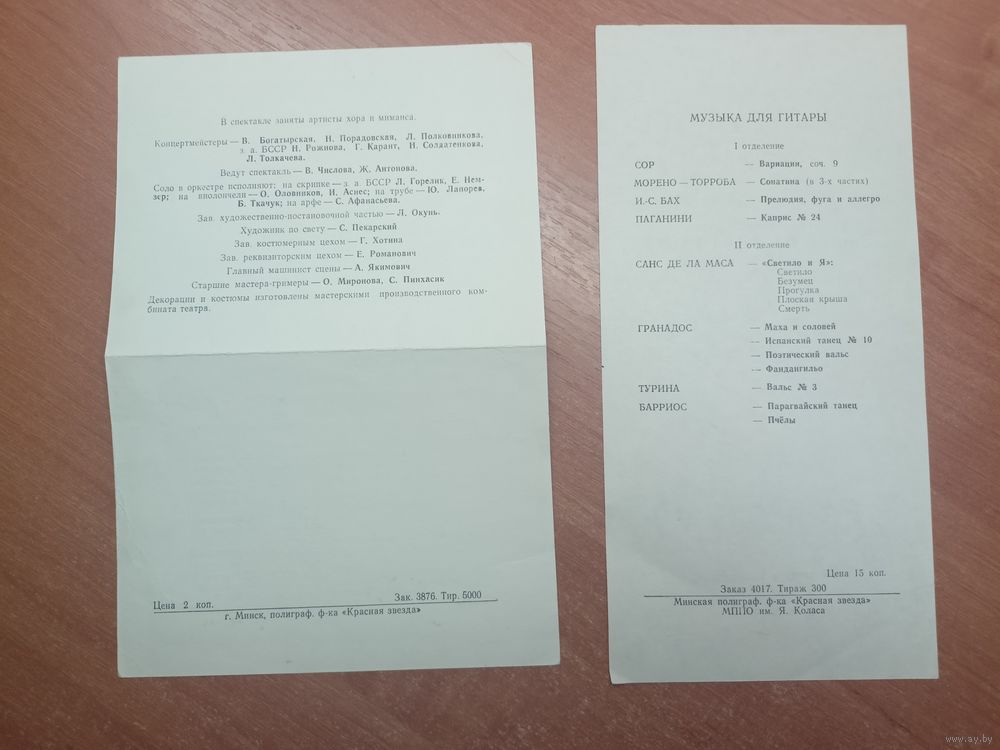 В спектакле заняты артисты хора и миманса.
Концертмейстеры — В. Богатырская, Н. Порадовская, Л. Полковникова,
з. а. БССР Н. Рожнова, Г. Карант, Н. Солдатенкова,
Л. Толкачева.
Ведут спектакль — В. Числова, Ж. Антонова.
Соло в оркестре исполняют: на скрипке — з. а. БССР Л. Горелик, Е. Нем-
зер; на виолончели — О. Оловников, И. Аснес; на трубе — Ю. Лапорев,
Б. Ткачук; на арфе — С. Афанасьева.
Зав. художественно-постановочной частью — Л. Окунь.
Художник по свету — С. Пекарский
Зав. костюмерным цехом — Г. Хотина
Зав. реквизиторским цехом — Е. Романович
Главный машинист сцены — А. Якимович
Старшие мастера-гримеры — О. Миронова, С. Пинхасик
Декорации и костюмы изготовлены мастерскими производственного ком-
бината театра.
Цена 2 коп. Зак. 3876. Тир. 5000
г. Минск, полиграф. ф-ка «Красная звезда»
МУЗЫКА ДЛЯ ГИТАРЫ
I отделение
СОР — Вариации, соч. 9
МОРЕНО — ТОРРОБА — Сонатина (в 3-х частях)
И.-С. БАХ — Прелюдия, фуга и аллегро
ПАГАНИНИ — Каприс № 24
II отделение
САНС ДЕ ЛА МАСА — «Светило и Я»:
Светило
Безумец
Прогулка
Плоская крыша
Смерть
ГРАНАДОС — Маха и соловей
— Испанский танец № 10
— Поэтический вальс
— Фандангильо
ТУРИНА — Вальс № 3
БАРРИОС — Парагвайский танец
— Пчёлы
Цена 15 коп.
Заказ 4017. Тираж 300
Минская полиграф. ф-ка «Красная звезда»
МППО им. Я. Коласа
www.ay.by